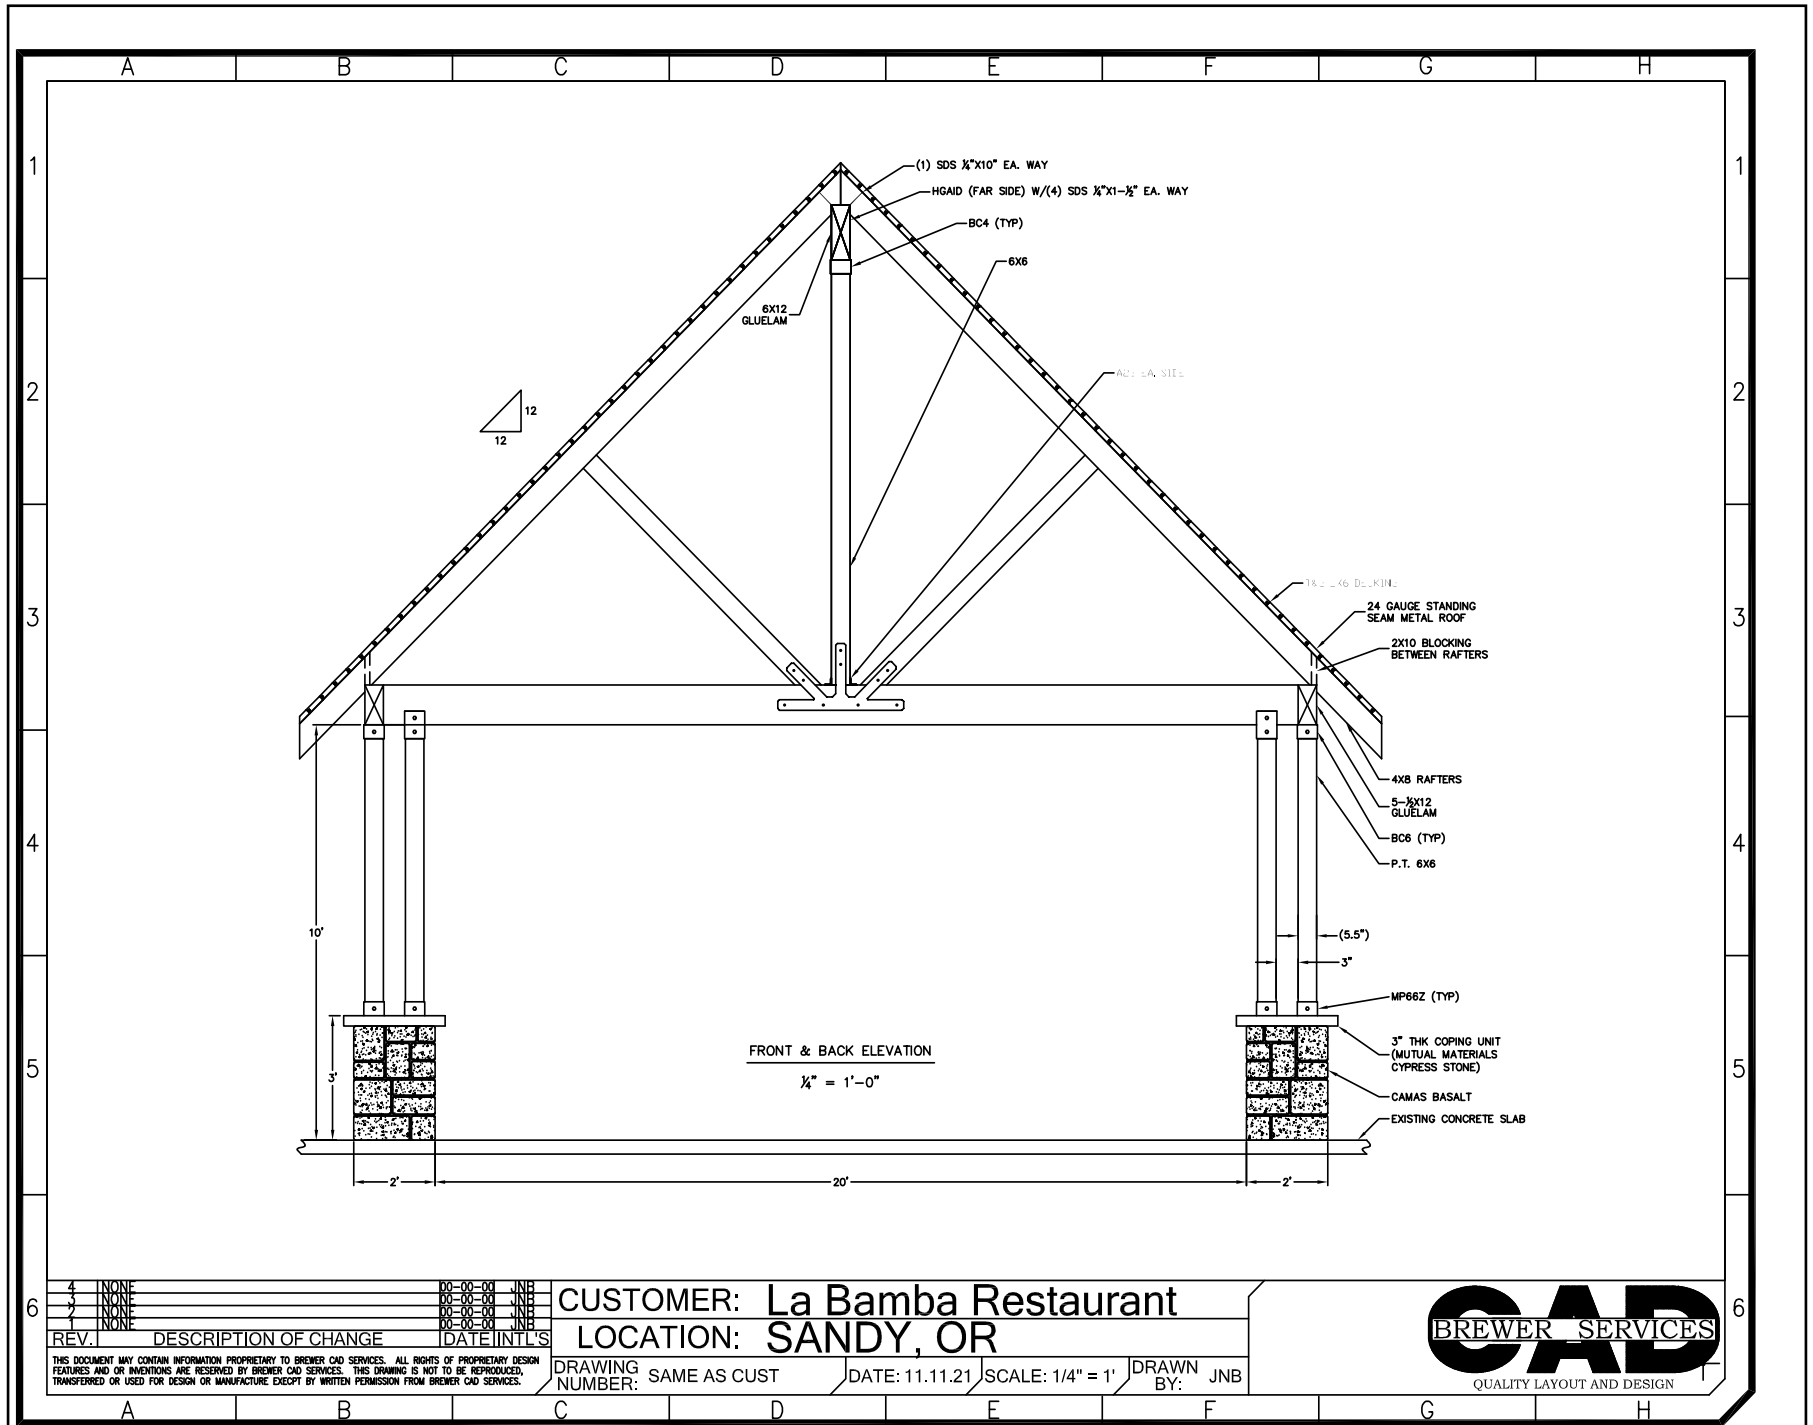 A B C D E F G H
1 1
(1) SDS ¼"X10" EA. WAY
HGAID (FAR SIDE) W/(4) SDS ¼"X1-½" EA. WAY
BC4 (TYP)
6X6
6X12
GLUELAM
EA. SIDE
2 2
12
12
DECKING
24 GAUGE STANDING
SEAM METAL ROOF
3 3
2X10 BLOCKING
BETWEEN RAFTERS
4X8 RAFTERS
5-½X12
GLUELAM
BC6 (TYP)
4 4
P.T. 6X6
10'
(5.5")
3"
MP66Z (TYP)
3" THK COPING UNIT
(MUTUAL MATERIALS
CYPRESS STONE)
FRONT & BACK ELEVATION
¼" = 1'-0"
3'
5 5
CAMAS BASALT
EXISTING CONCRETE SLAB
2' 20' 2'
6 6
4 NONE 00-00-00 JNB
3 NONE 00-00-00 JNB
2 NONE 00-00-00 JNB
1 NONE 00-00-00 JNB
REV. DESCRIPTION OF CHANGE DATE INTL'S
THIS DOCUMENT MAY CONTAIN INFORMATION PROPRIETARY TO BREWER CAD SERVICES. ALL RIGHTS OF PROPRIETARY DESIGN
FEATURES AND OR INVENTIONS ARE RESERVED BY BREWER CAD SERVICES. THIS DRAWING IS NOT TO BE REPRODUCED,
TRANSFERRED OR USED FOR DESIGN OR MANUFACTURE EXECPT BY WRITTEN PERMISSION FROM BREWER CAD SERVICES.
CUSTOMER: La Bamba Restaurant
LOCATION: SANDY, OR
DRAWING
NUMBER: SAME AS CUST
DATE: 11.11.21
SCALE: 1/4" = 1'
DRAWN
BY: JNB
CAD
BREWER SERVICES
QUALITY LAYOUT AND DESIGN
A B C D E F G H